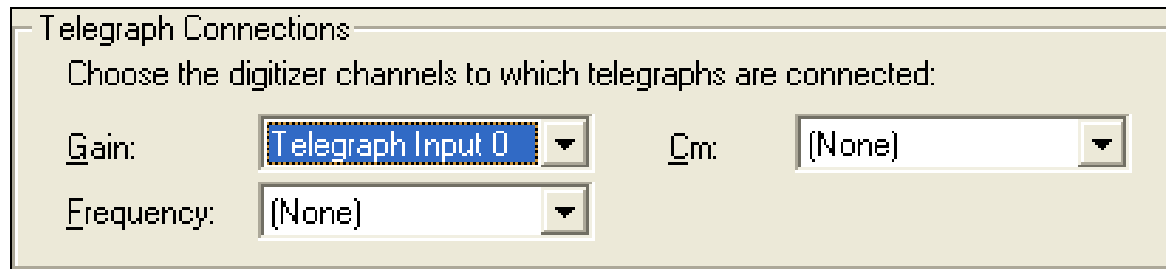 Telegraph Connections
Choose the digitizer channels to which telegraphs are connected:
Gain: Telegraph Input 0 Cm: (None)
Frequency: (None)